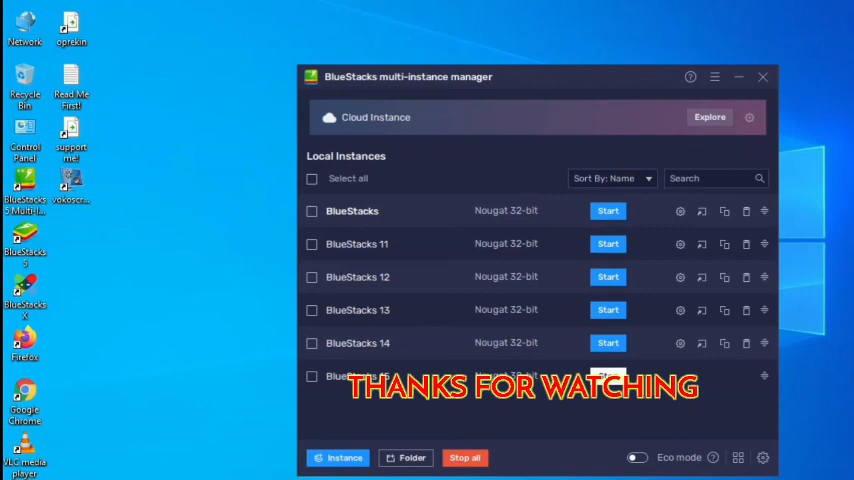 Network
oprekin
Recycle
Bin
Read Me
First!
Control
Panel
support
me!
BlueStacks
5 Multi-I...
vokoscr...
BlueStacks
5
BlueStacks
X
Firefox
Google
Chrome
VLC media
player
BlueStacks multi-instance manager
Cloud Instance
Explore
Local Instances
Select all
Sort By: Name
Search
BlueStacks
Nougat 32-bit
Start
BlueStacks 11
Nougat 32-bit
Start
BlueStacks 12
Nougat 32-bit
Start
BlueStacks 13
Nougat 32-bit
Start
BlueStacks 14
Nougat 32-bit
Start
THANKS FOR WATCHING
Instance
Folder
Stop all
Eco mode